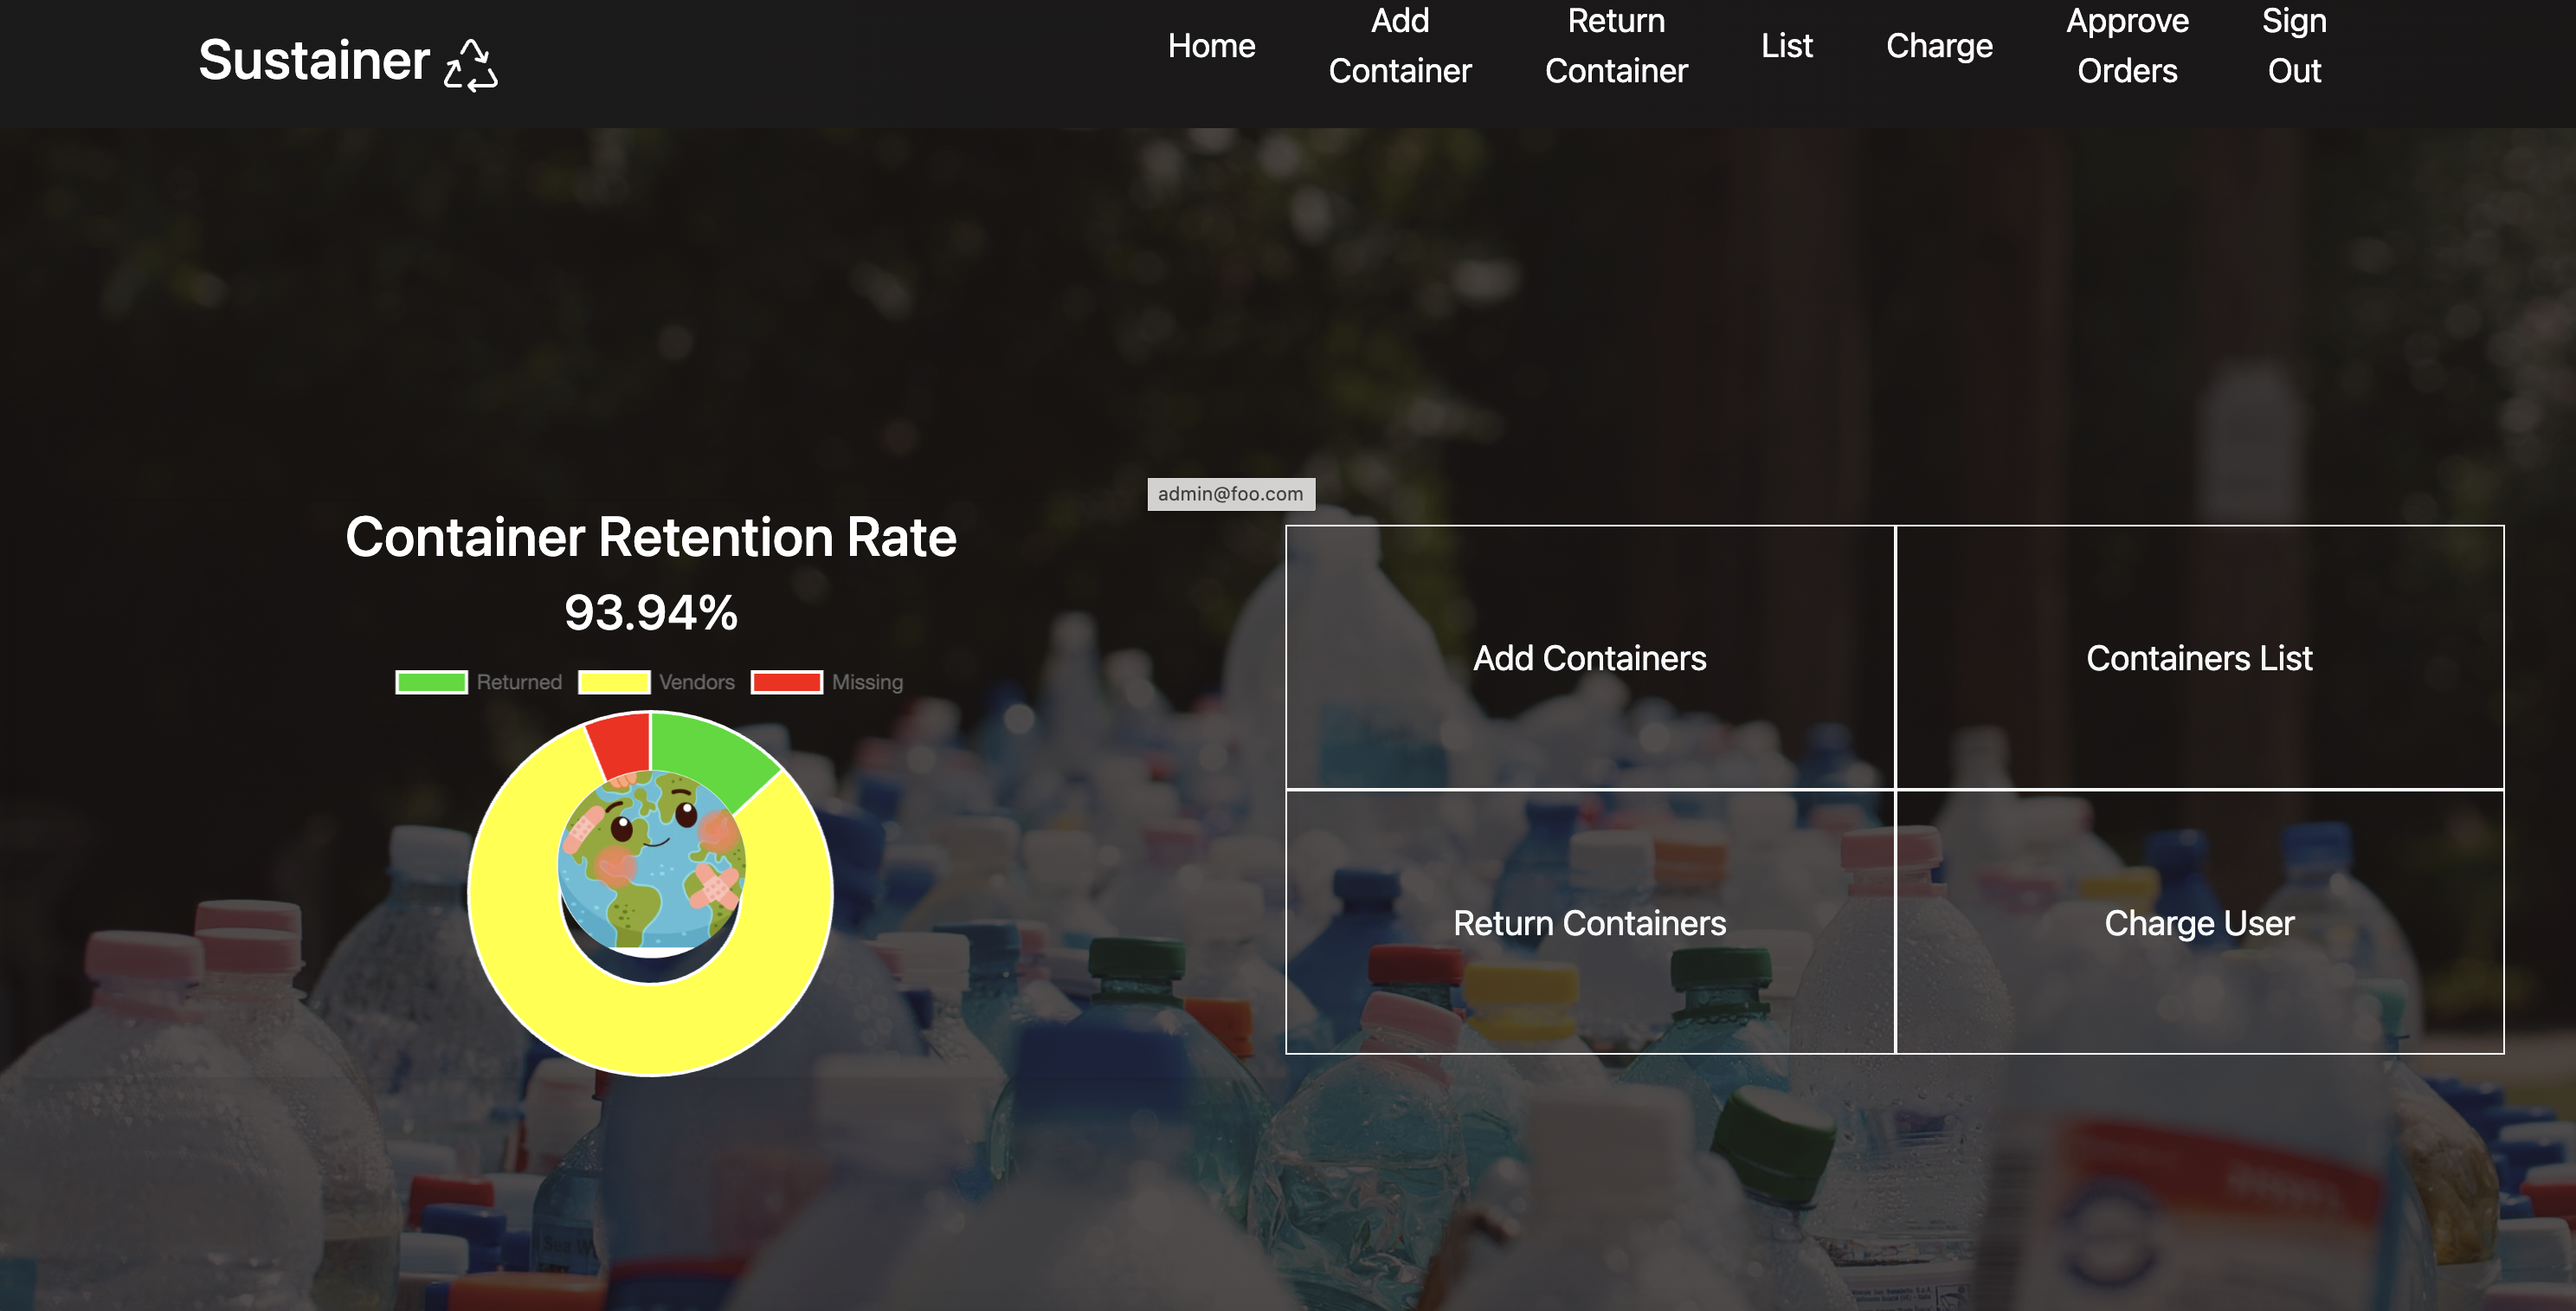 Sustainer
Home
Add
Container
Return
Container
List
Charge
Approve
Orders
Sign
Out
admin@foo.com
Container Retention Rate
93.94%
Returned
Vendors
Missing
Add Containers
Containers List
Return Containers
Charge User